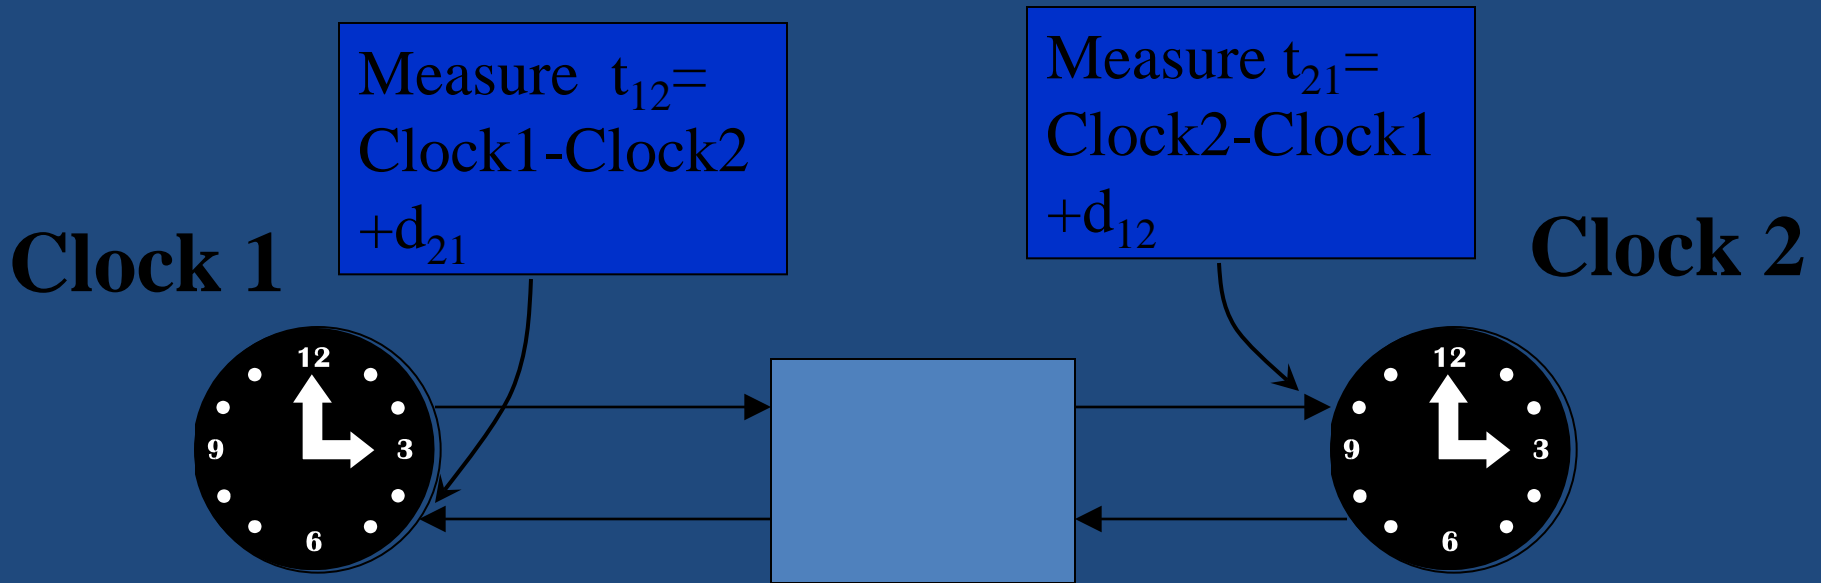 Measure t₁₂=
Clock1-Clock2
+d₂₁
Measure t₂₁=
Clock2-Clock1
+d₁₂
Clock 1
Clock 2
12
9
3
6
12
9
3
6